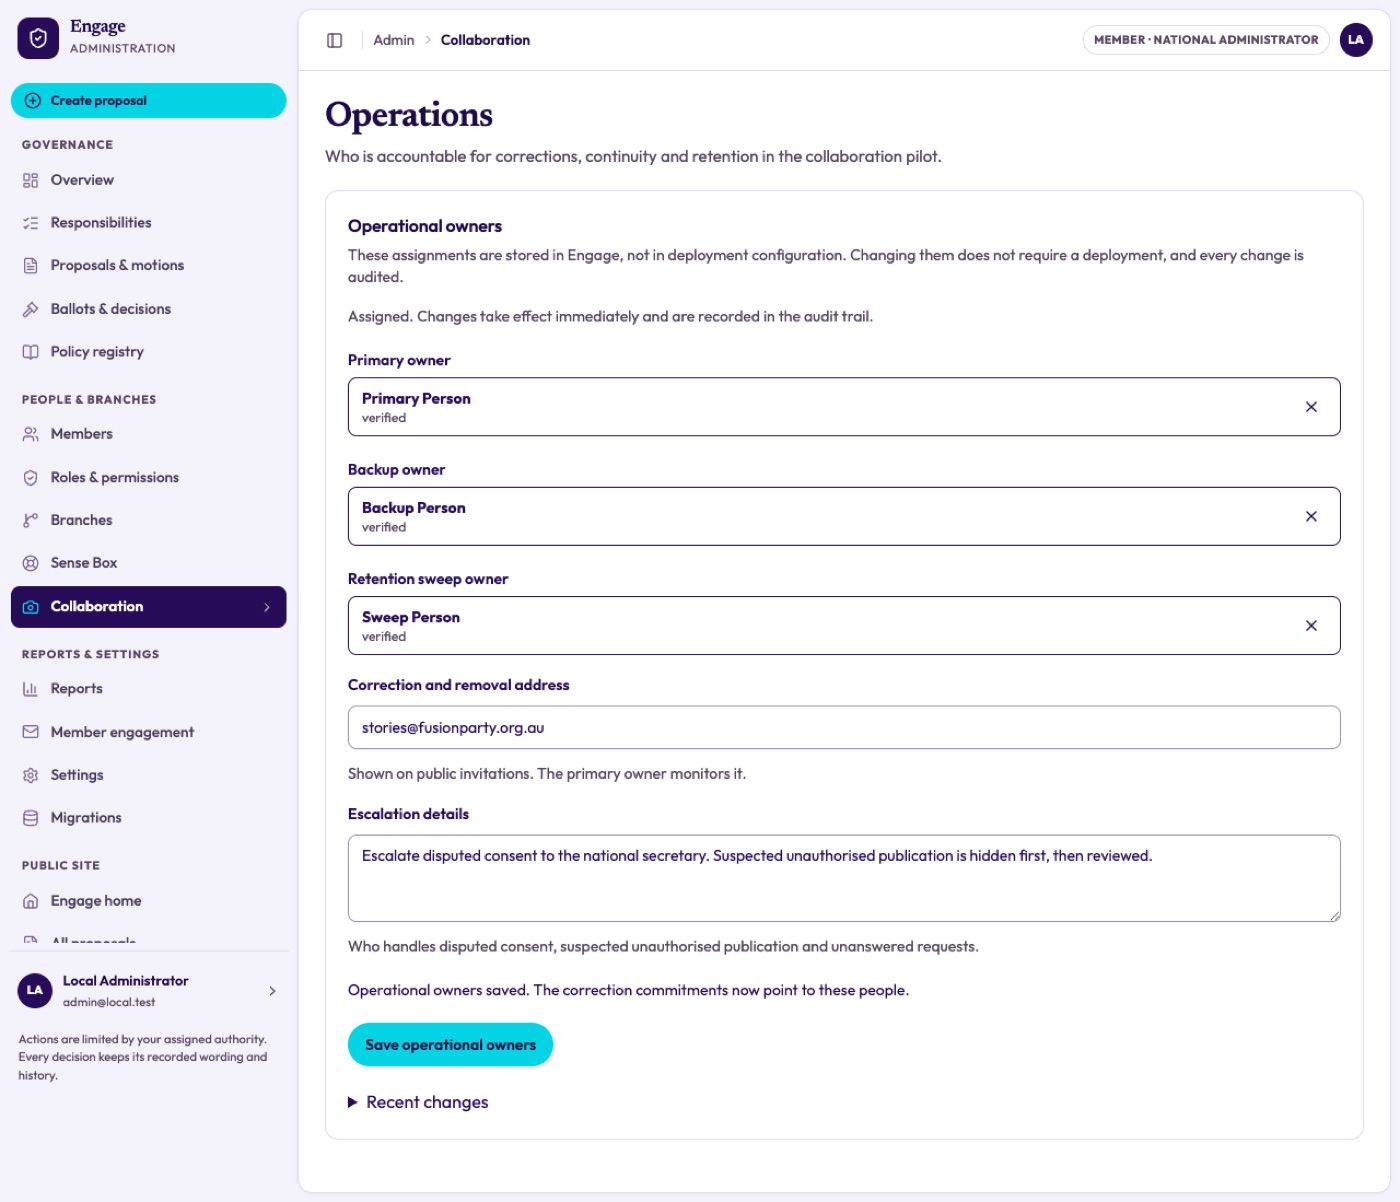 Engage
ADMINISTRATION
Create proposal
GOVERNANCE
Overview
Responsibilities
Proposals & motions
Ballots & decisions
Policy registry
PEOPLE & BRANCHES
Members
Roles & permissions
Branches
Sense Box
Collaboration
REPORTS & SETTINGS
Reports
Member engagement
Settings
Migrations
PUBLIC SITE
Engage home
All proposals
LA
Local Administrator
admin@local.test
Actions are limited by your assigned authority.
Every decision keeps its recorded wording and
history.
Admin
Collaboration
MEMBER · NATIONAL ADMINISTRATOR
LA
Operations
Who is accountable for corrections, continuity and retention in the collaboration pilot.
Operational owners
These assignments are stored in Engage, not in deployment configuration. Changing them does not require a deployment, and every change is
audited.
Assigned. Changes take effect immediately and are recorded in the audit trail.
Primary owner
Primary Person
verified
Backup owner
Backup Person
verified
Retention sweep owner
Sweep Person
verified
Correction and removal address
stories@fusionparty.org.au
Shown on public invitations. The primary owner monitors it.
Escalation details
Escalate disputed consent to the national secretary. Suspected unauthorised publication is hidden first, then reviewed.
Who handles disputed consent, suspected unauthorised publication and unanswered requests.
Operational owners saved. The correction commitments now point to these people.
Save operational owners
Recent changes